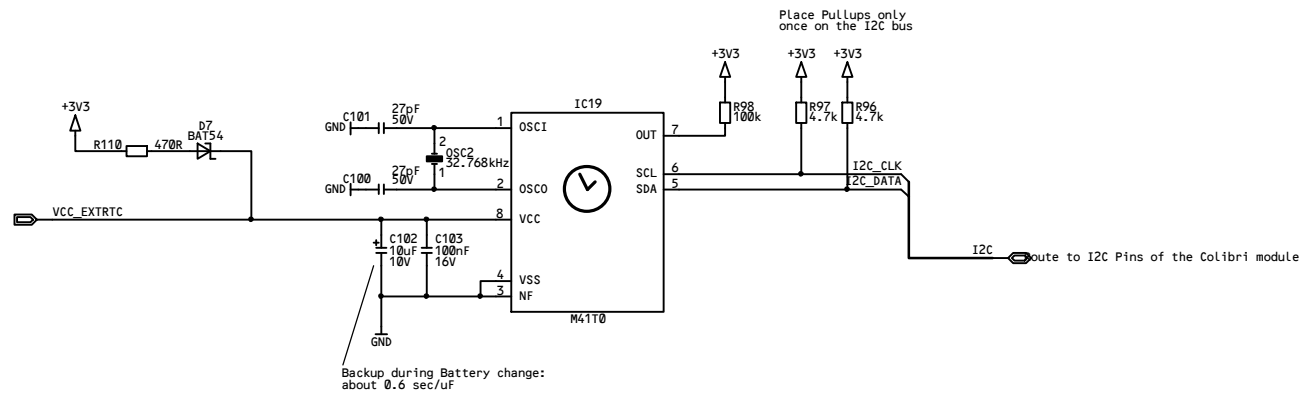 Place Pullups only
once on the I2C bus
+3V3
+3V3
+3V3
+3V3
D7
BAT54
R110
470R
C101
27pF
50V
GND
OSC2
32.768kHz
2
1
C100
27pF
50V
GND
IC19
1
OSCI
2
OSCO
8
VCC
4
VSS
3
NF
OUT
7
SCL
6
SDA
5
M41T0
R98
100k
R97
4.7k
R96
4.7k
I2C_CLK
I2C_DATA
VCC_EXTRTC
C102
10uF
10V
C103
100nF
16V
GND
I2C
oute to I2C Pins of the Colibri module
Backup during Battery change:
about 0.6 sec/uF